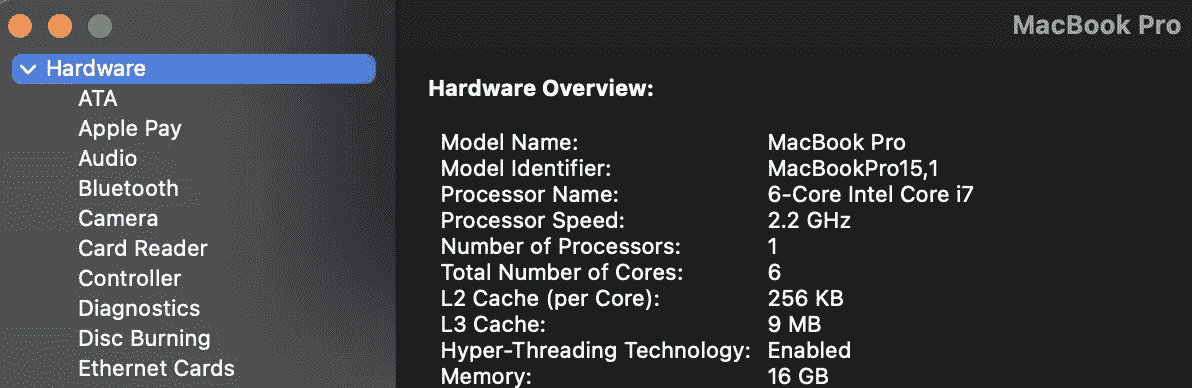 MacBook Pro
Hardware
ATA
Apple Pay
Audio
Bluetooth
Camera
Card Reader
Controller
Diagnostics
Disc Burning
Ethernet Cards
Hardware Overview:
Model Name: MacBook Pro
Model Identifier: MacBookPro15,1
Processor Name: 6-Core Intel Core i7
Processor Speed: 2.2 GHz
Number of Processors: 1
Total Number of Cores: 6
L2 Cache (per Core): 256 KB
L3 Cache: 9 MB
Hyper-Threading Technology: Enabled
Memory: 16 GB